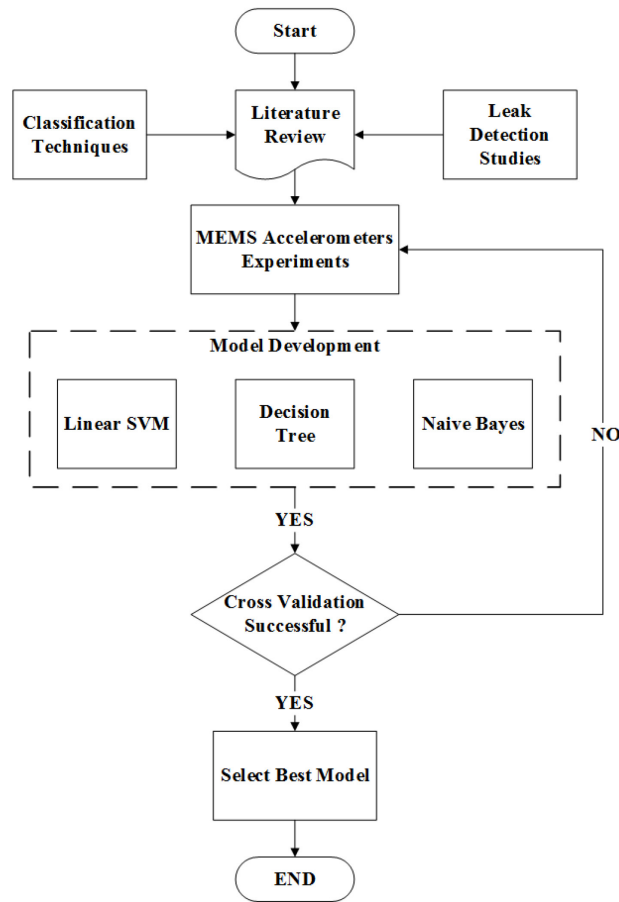 Start
Classification
Techniques
Literature
Review
Leak
Detection
Studies
MEMS Accelerometers
Experiments
Model Development
Linear SVM
Decision
Tree
Naive Bayes
NO
YES
Cross Validation
Successful ?
YES
Select Best Model
END